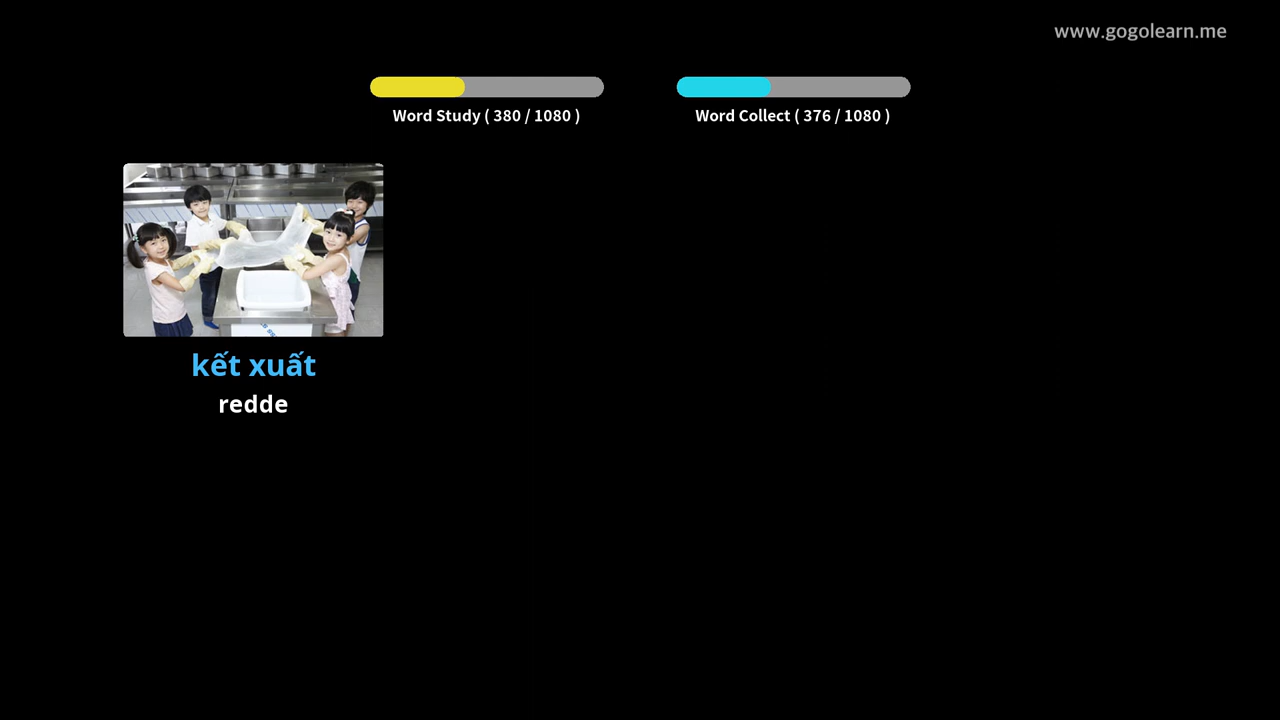 www.gogolearn.me
Word Study ( 380 / 1080 )
Word Collect ( 376 / 1080 )
kết xuất
redde